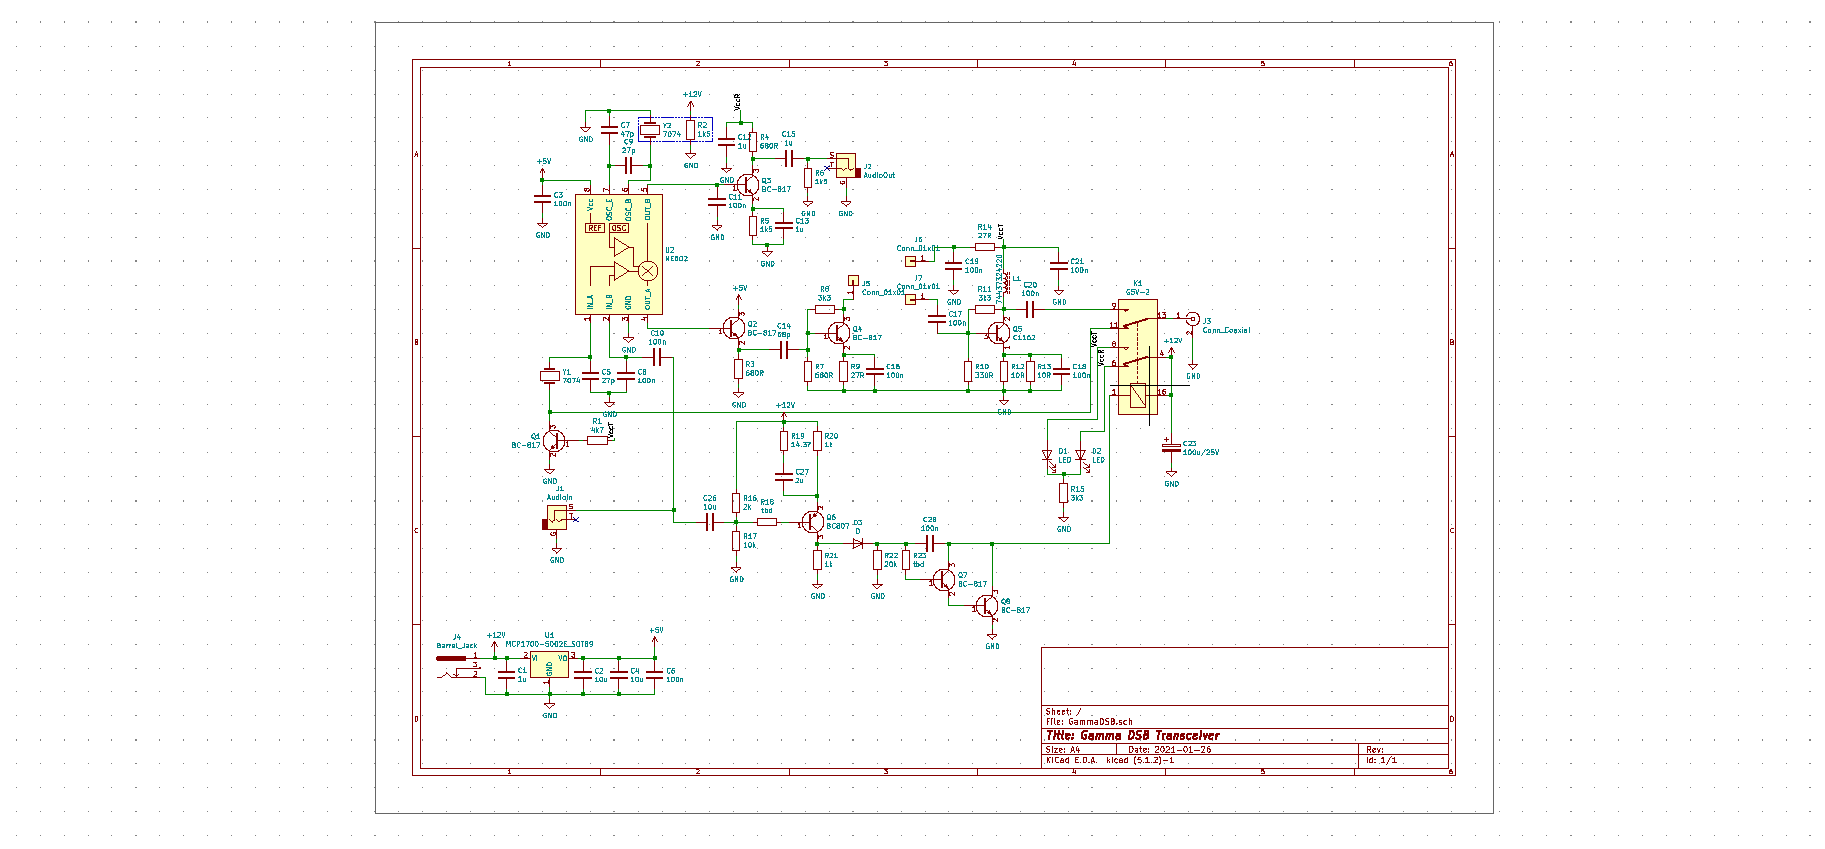 1 2 3 4 5 6
A
B
C
D
+12V
VccR
C7
47p
Y2
7074
R2
1k5
GND
C9
27p
GND
C12
1u
R4
680R
C15
1u
GND
R6
1k5
GND
J2
AudioOut
GND
+5V
C3
100n
GND
Q3
BC-817
C11
100n
GND
R5
1k5
C13
1u
GND
Vcc
OSC_E
OSC_B
OUT_B
REF
OSC
IN_A
IN_B
GND
OUT_A
U2
NE602
GND
C10
100n
Y1
7074
C5
27p
C8
100n
GND
+5V
Q2
BC-817
R3
680R
GND
C14
68p
R8
3k3
J5
Conn_01x01
Q4
BC-817
R7
680R
R9
27R
C16
100n
J6
Conn_01x01
J7
Conn_01x01
C19
100n
GND
R14
27R
VccT
C21
100n
GND
C17
100n
R11
3k3
74437324220
L1
C20
100n
Q5
C1162
R10
330R
R12
10R
R13
10R
C18
100n
GND
K1
G5V-2
J3
Conn_Coaxial
GND
+12V
VccT
VccR
C23
100u/25V
GND
D1
LED
D2
LED
R15
3k3
GND
Q1
BC-817
R1
4k7
VccT
GND
J1
AudioIn
GND
+12V
R19
14.37
R20
1k
C27
2u
C26
10u
R16
2k
R18
tbd
R17
10k
GND
Q6
BC807
R21
1k
GND
D3
D
R22
20k
GND
R23
tbd
C28
100n
Q7
BC-817
Q8
BC-817
GND
J4
Barrel_Jack
+12V
C1
1u
U1
MCP1700-5002E_SOT89
VI
VO
GND
C2
10u
C4
10u
+5V
C6
100n
GND
Sheet: /
File: GammaDSB.sch
Title: Gamma DSB Transceiver
Size: A4 Date: 2021-01-26 Rev:
KiCad E.D.A. kicad (5.1.2)-1 Id: 1/1
1 2 3 4 5 6